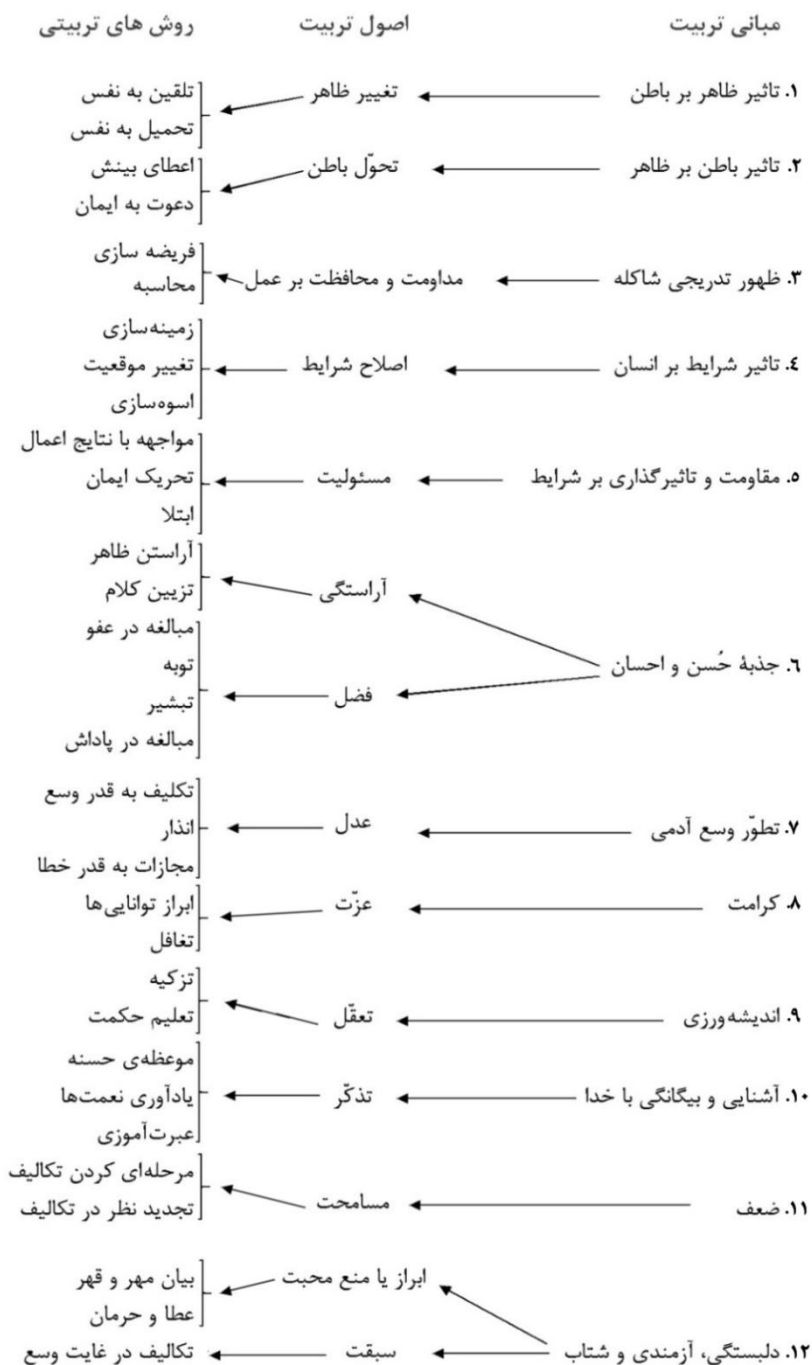 مبانی تربیت اصول تربیت روش های تربیتی
۱. تاثیر ظاهر بر باطن تغییر ظاهر تلقین به نفس
تحمیل به نفس
۲. تاثیر باطن بر ظاهر تحوّل باطن اعطای بینش
دعوت به ایمان
۳. ظهور تدریجی شاکله مداومت و محافظت بر عمل فریضه سازی
محاسبه
۴. تاثیر شرایط بر انسان اصلاح شرایط زمینه‌سازی
تغییر موقعیت
اسوه‌سازی
۵. مقاومت و تاثیرگذاری بر شرایط مسئولیت مواجهه با نتایج اعمال
تحریک ایمان
ابتلا
۶. جذبهٔ حُسن و احسان آراستگی آراستن ظاهر
تزیین کلام
فضل مبالغه در عفو
توبه
تبشیر
مبالغه در پاداش
۷. تطوّر وسع آدمی عدل تکلیف به قدر وسع
انذار
مجازات به قدر خطا
۸. کرامت عزّت ابراز توانایی‌ها
تغافل
۹. اندیشه‌ورزی تعقّل تزکیه
تعلیم حکمت
۱۰. آشنایی و بیگانگی با خدا تذکّر موعظه‌ی حسنه
یادآوری نعمت‌ها
عبرت‌آموزی
۱۱. ضعف مسامحت مرحله‌ای کردن تکالیف
تجدید نظر در تکالیف
۱۲. دلبستگی، آزمندی و شتاب ابراز یا منع محبت بیان مهر و قهر
عطا و حرمان
سبقت تکالیف در غایت وسع